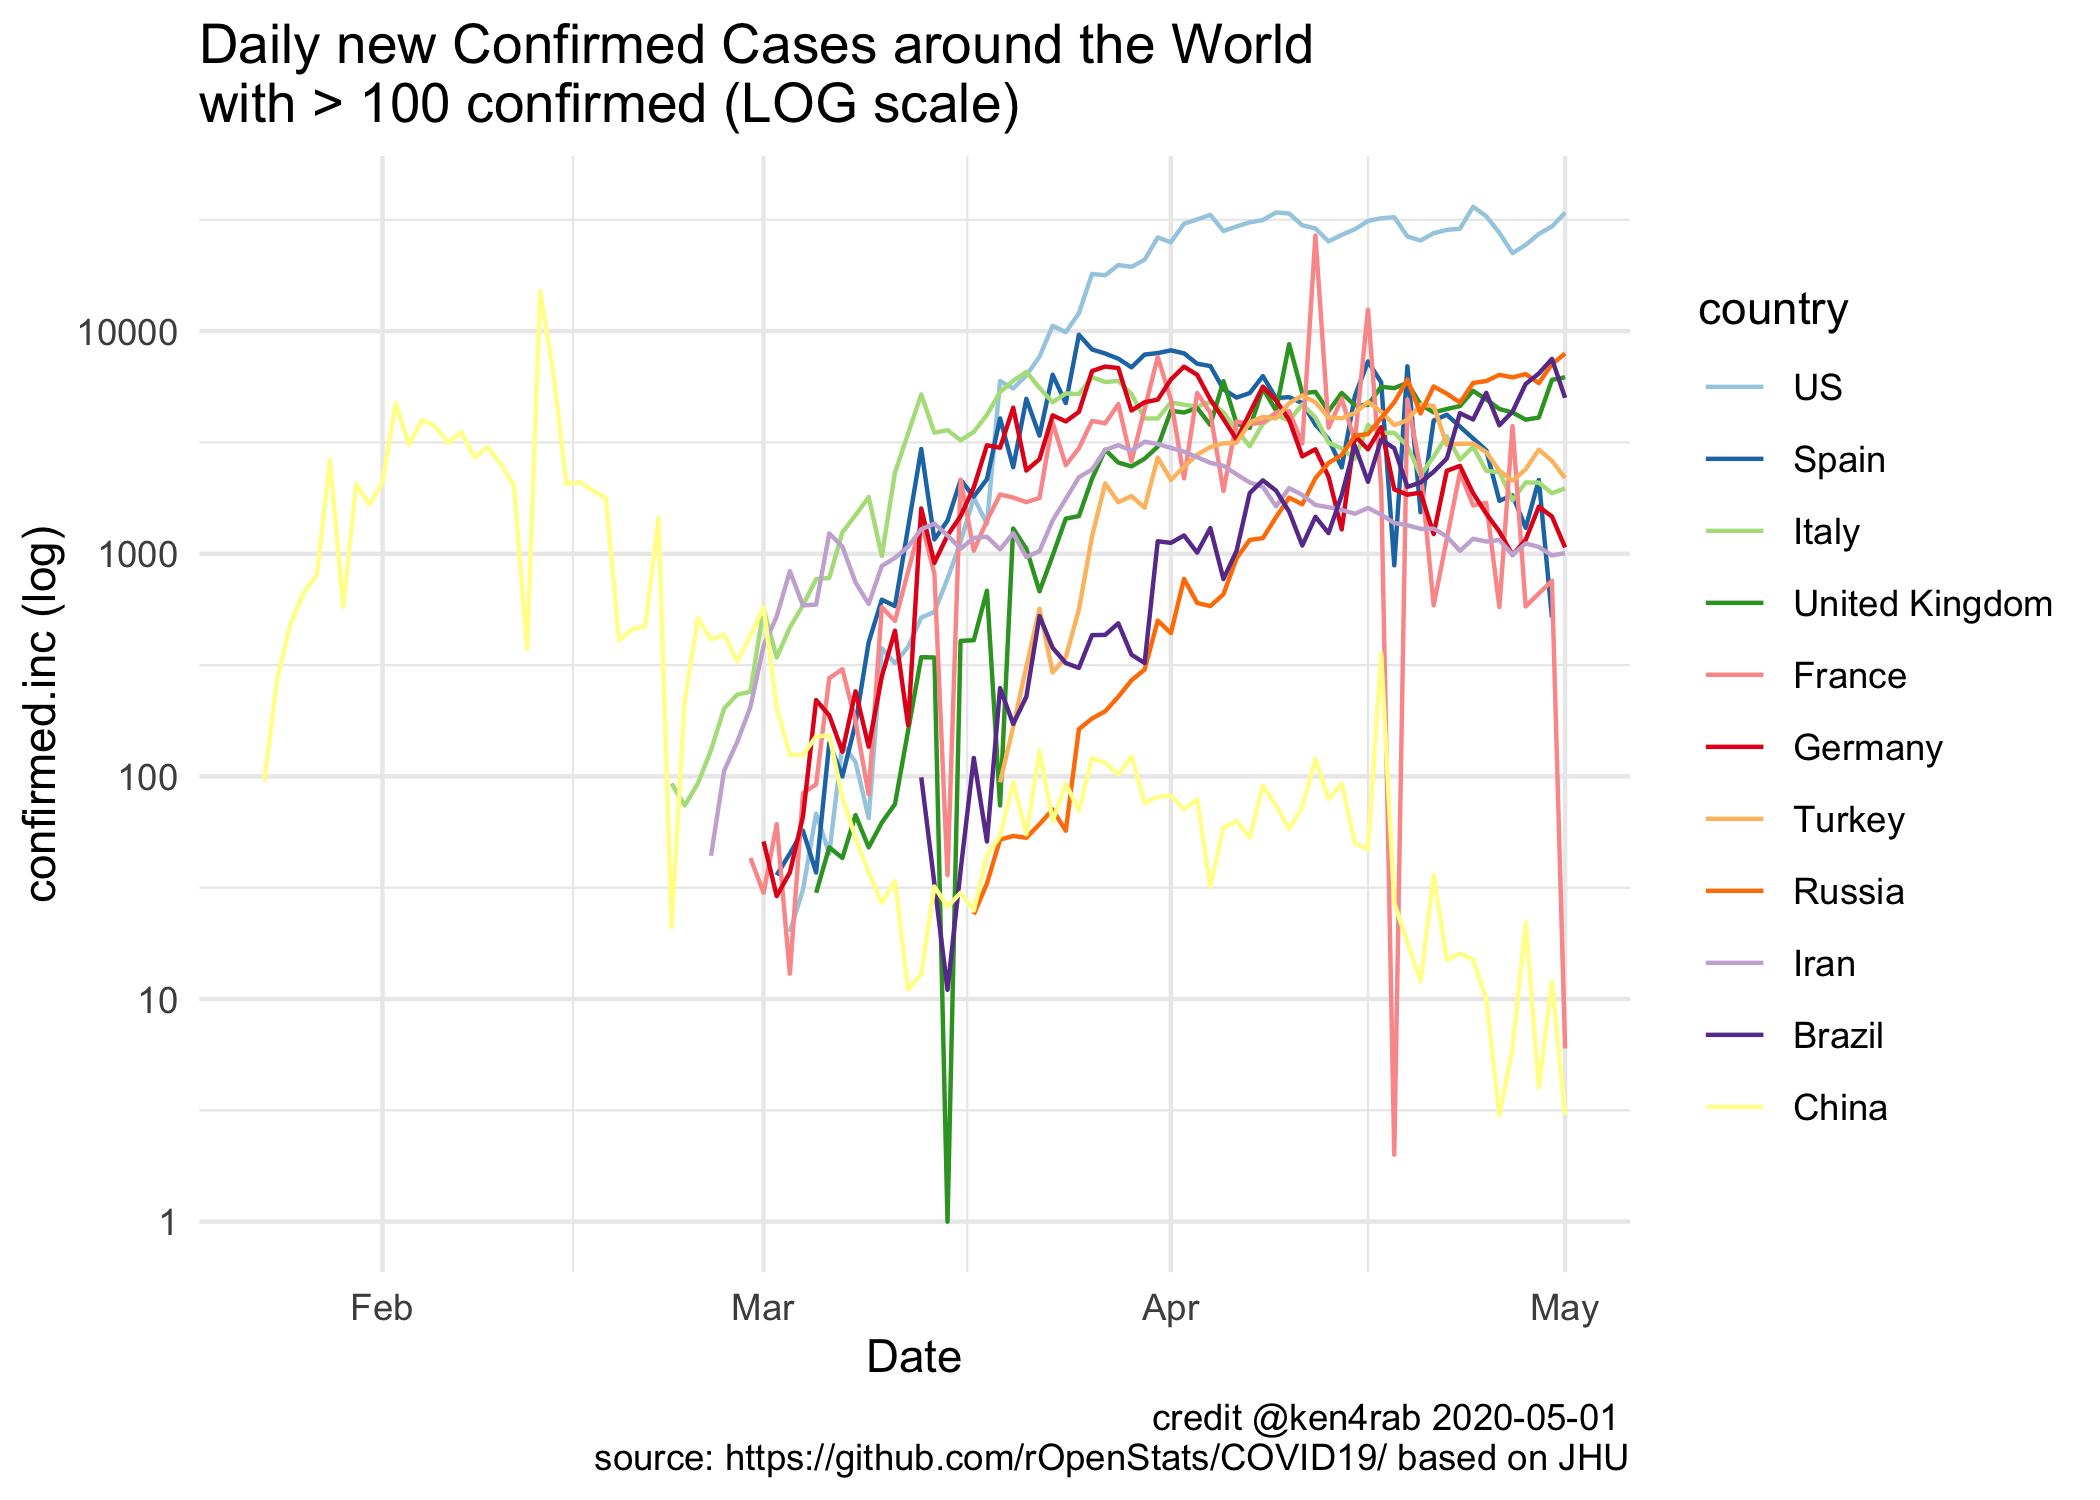 Daily new Confirmed Cases around the World
with > 100 confirmed (LOG scale)
confirmed.inc (log)
10000
1000
100
10
1
Feb
Mar
Apr
May
Date
country
US
Spain
Italy
United Kingdom
France
Germany
Turkey
Russia
Iran
Brazil
China
credit @ken4rab 2020-05-01
source: https://github.com/rOpenStats/COVID19/ based on JHU